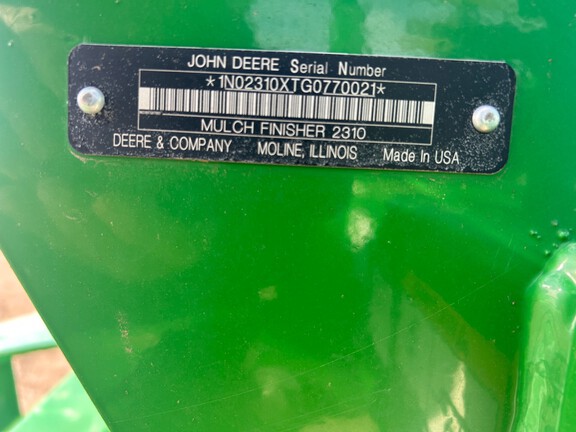 JOHN DEERE Serial Number
*1N02310XTG0770021*
MULCH FINISHER 2310
DEERE & COMPANY MOLINE, ILLINOIS Made In USA